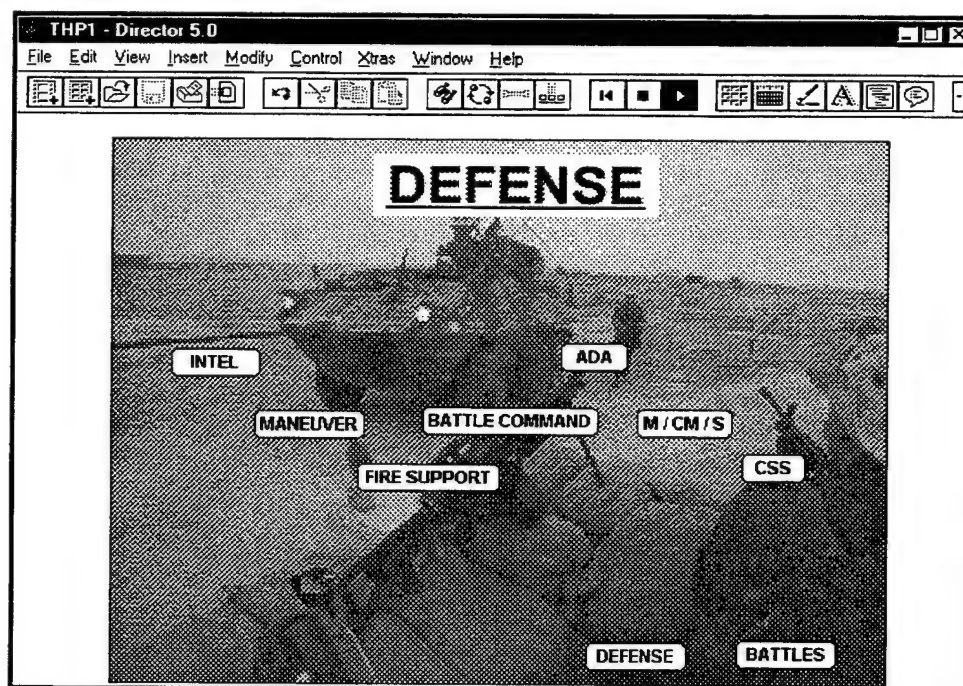 THP1 - Director 5.0
File Edit View Insert Modify Control Xtras Window Help
DEFENSE
INTEL
ADA
MANEUVER
BATTLE COMMAND
M / CM / S
FIRE SUPPORT
CSS
DEFENSE
BATTLES